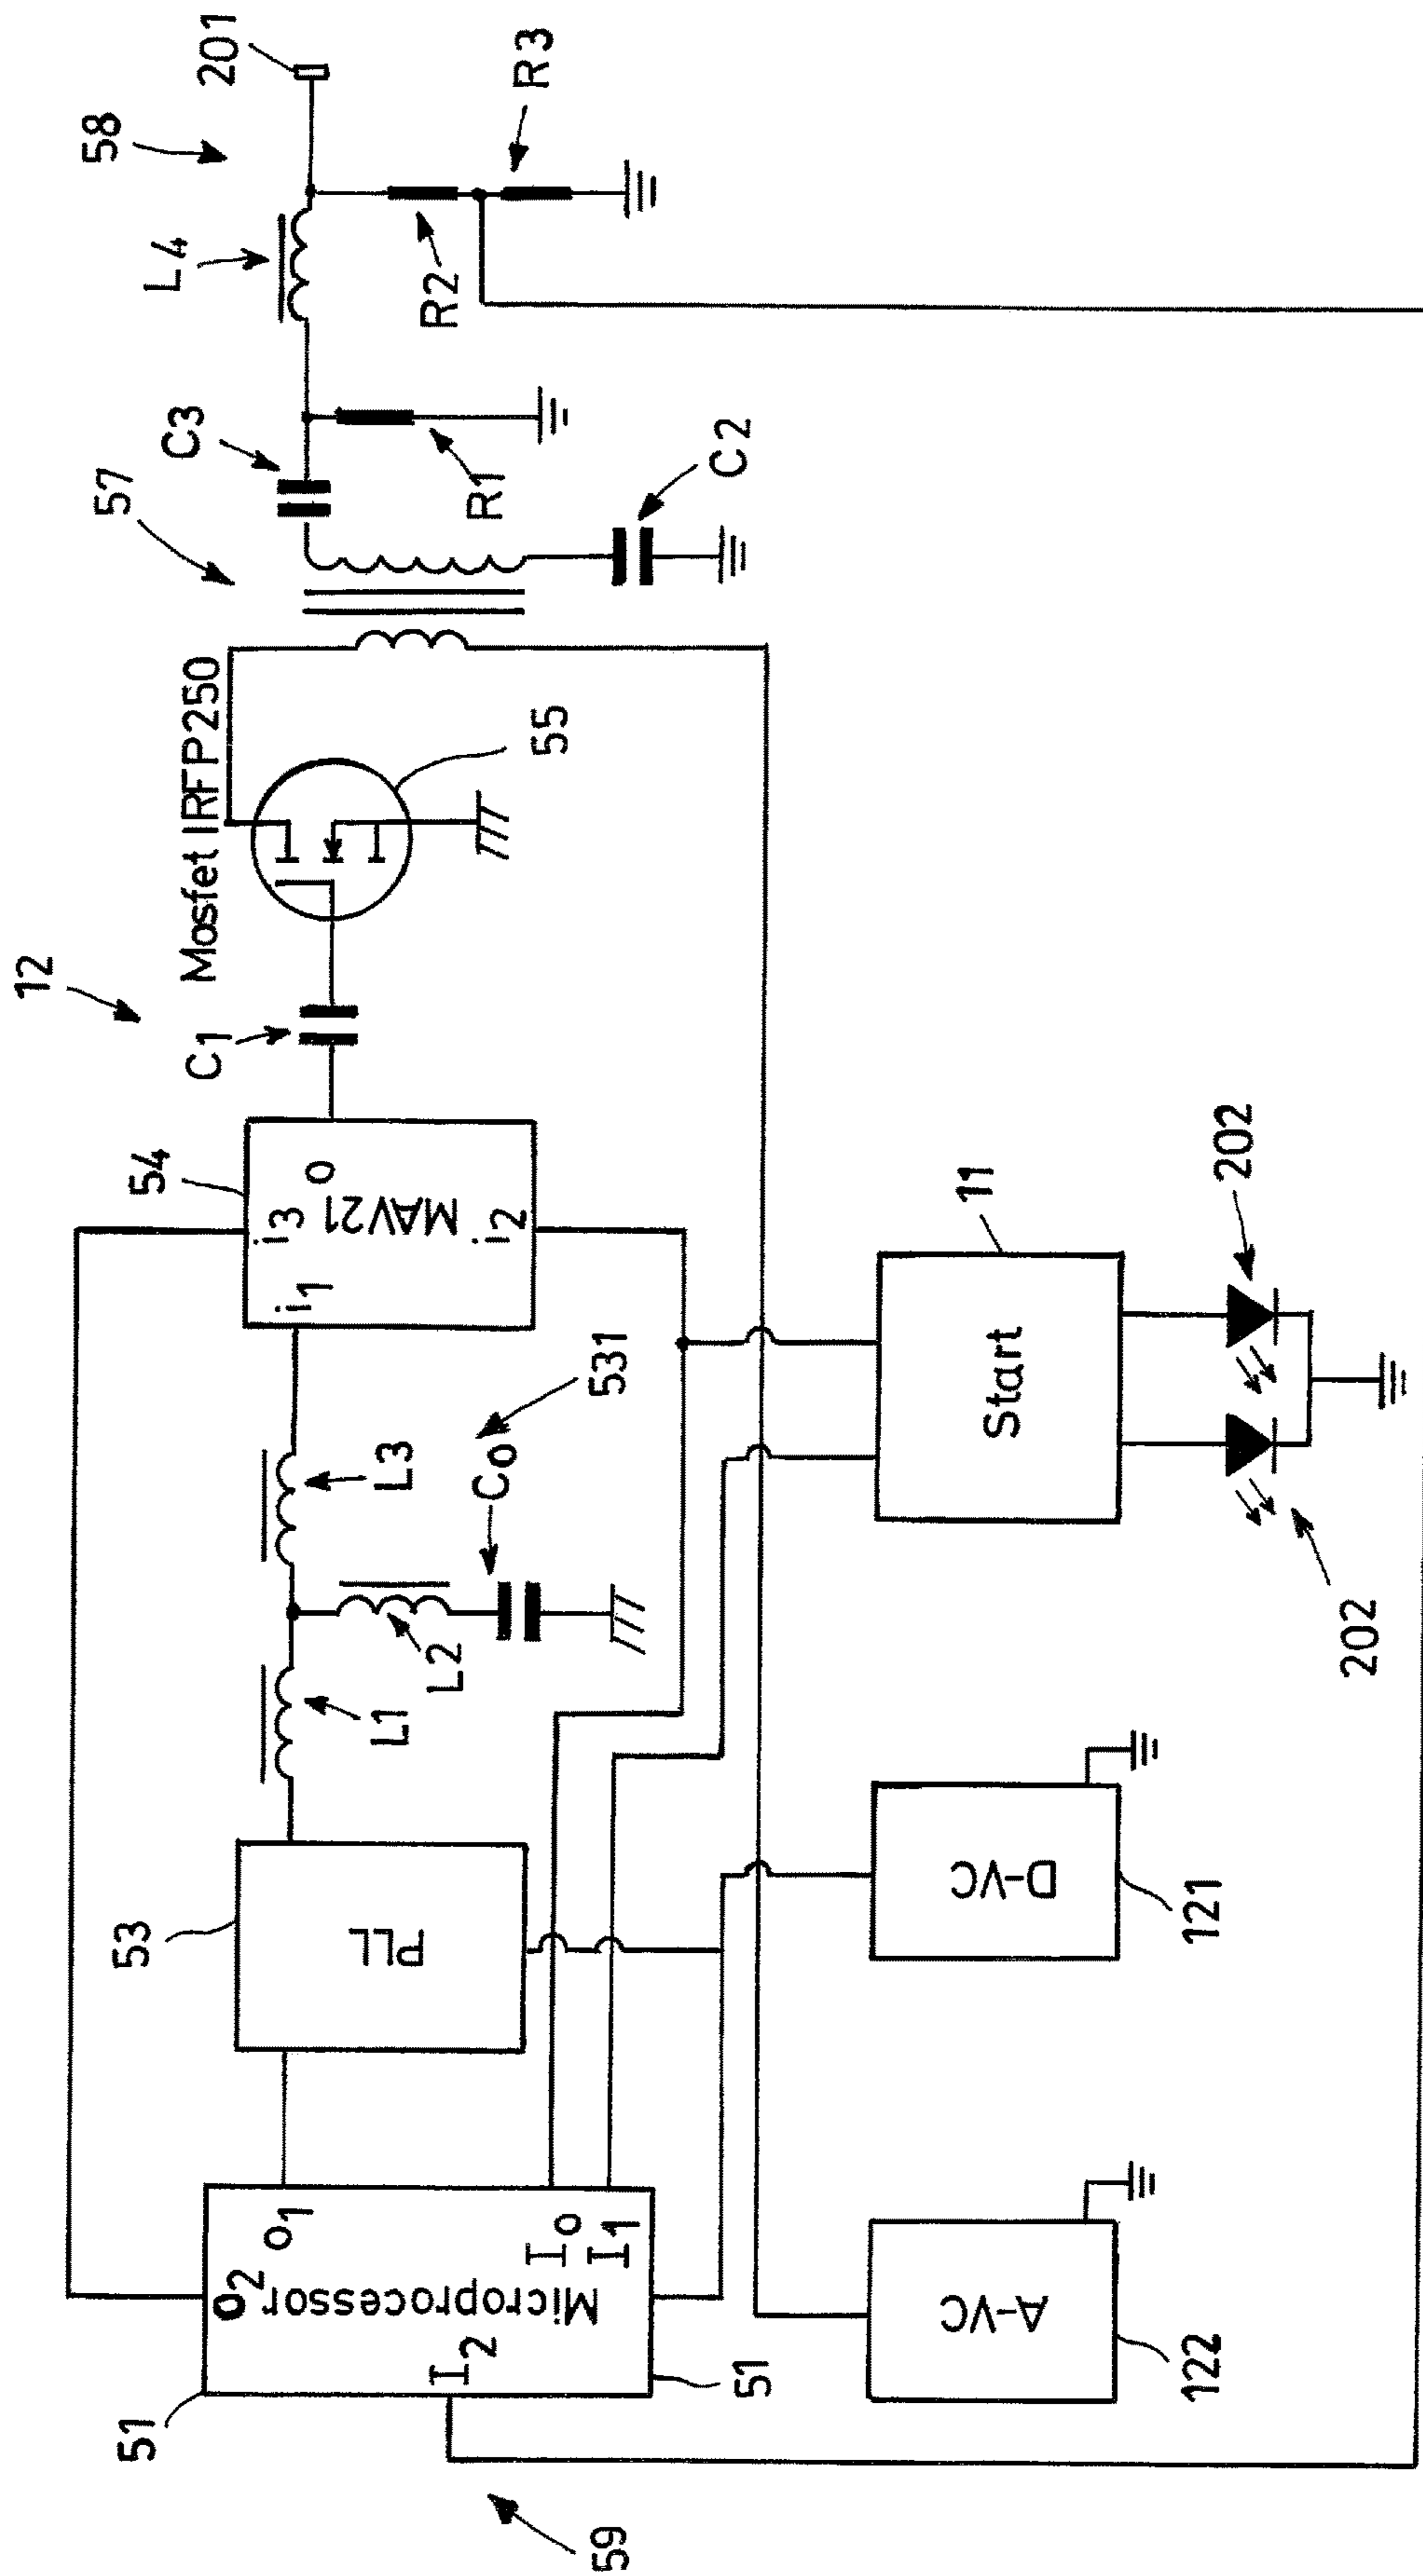 12
58
201
57
L4
C3
R3
R2
R1
C2
Mosfet IRFP250
55
C1
54
i3
o
MAV21
i1
i2
531
Co
L3
L2
L1
53
PLL
51
o2
o1
Microprocessor
Io
I1
I2
51
59
11
Start
202
202
D-VC
121
A-VC
122